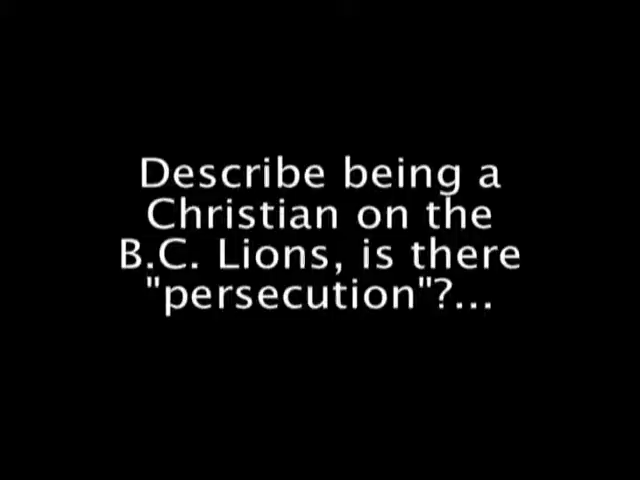 Describe being a
Christian on the
B.C. Lions, is there
"persecution"?...